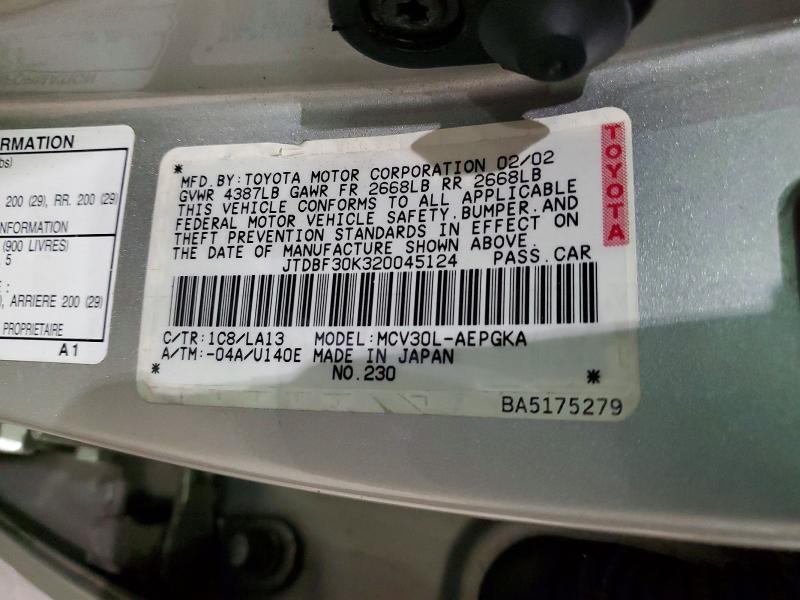 RMATION
bs)
200 (29), RR. 200 (29)
NFORMATION
(900 LIVRES)
5
:
), ARRIERE 200 (29)
PROPRIETAIRE
A1
*
MFD. BY: TOYOTA MOTOR CORPORATION 02/02
GVWR 4387LB GAWR FR 2668LB RR 2668LB
THIS VEHICLE CONFORMS TO ALL APPLICABLE
FEDERAL MOTOR VEHICLE SAFETY, BUMPER, AND
THEFT PREVENTION STANDARDS IN EFFECT ON
THE DATE OF MANUFACTURE SHOWN ABOVE.
JTDBF30K320045124 PASS. CAR
C/TR: 1C8/LA13 MODEL: MCV30L-AEPGKA
A/TM: -04A/U140E MADE IN JAPAN
* NO. 230 *
BA5175279
TOYOTA